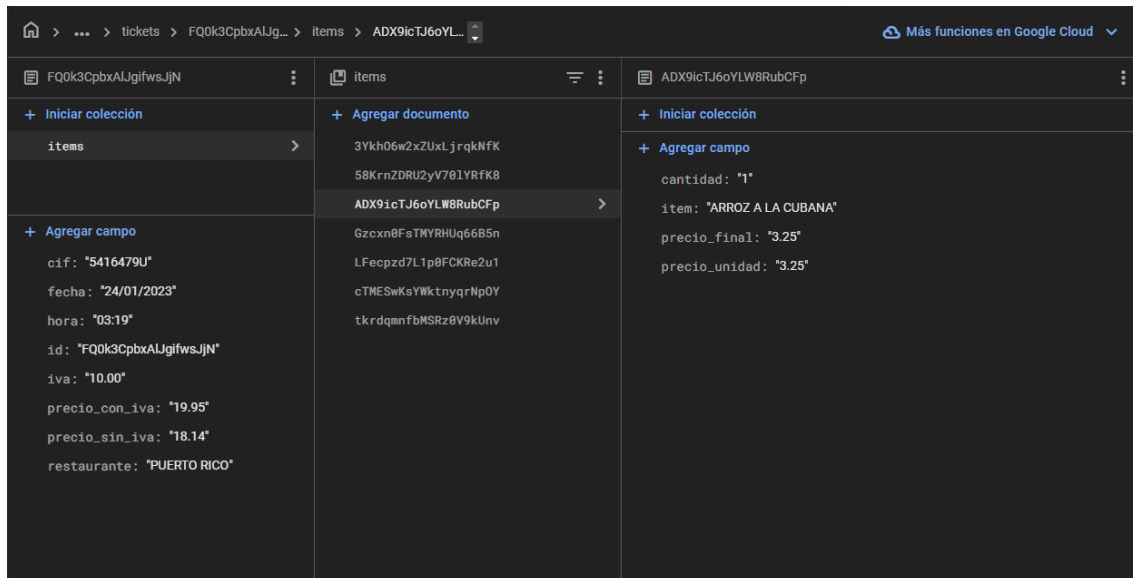 ... tickets FQ0k3CpbxAlJg... items ADX9icTJ6oYL...
Más funciones en Google Cloud
FQ0k3CpbxAlJgifwsJjN
+ Iniciar colección
items
+ Agregar campo
cif: "5416479U"
fecha: "24/01/2023"
hora: "03:19"
id: "FQ0k3CpbxAlJgifwsJjN"
iva: "10.00"
precio_con_iva: "19.95"
precio_sin_iva: "18.14"
restaurante: "PUERTO RICO"
items
+ Agregar documento
3YkhO6w2xZUxLjrqkNfK
58KrnZDRU2yV70lYRfK8
ADX9icTJ6oYLW8RubCFp
Gzcxn0FsTMYRHUq66B5n
LFecpzd7L1p0FCKRe2u1
cTMESwKsYWktnyqrNpOY
tkrdqmnfbMSRz0V9kUnv
ADX9icTJ6oYLW8RubCFp
+ Iniciar colección
+ Agregar campo
cantidad: "1"
item: "ARROZ A LA CUBANA"
precio_final: "3.25"
precio_unidad: "3.25"